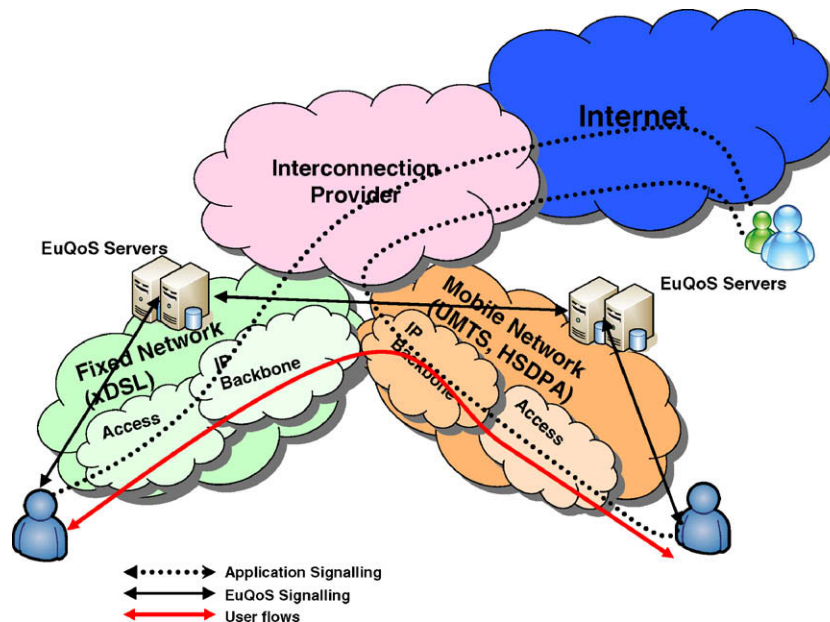 Internet
Interconnection
Provider
EuQoS Servers
EuQoS Servers
Fixed Network
(xDSL)
IP
Backbone
Access
Mobile Network
(UMTS, HSDPA)
IP
Backbone
Access
Application Signalling
EuQoS Signalling
User flows